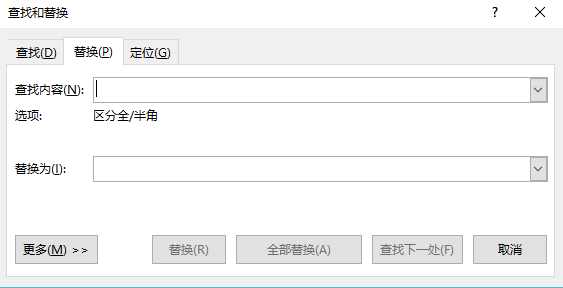 查找和替换
查找(D) 替换(P) 定位(G)
查找内容(N):
选项: 区分全/半角
替换为(I):
更多(M) >> 替换(R) 全部替换(A) 查找下一处(F) 取消